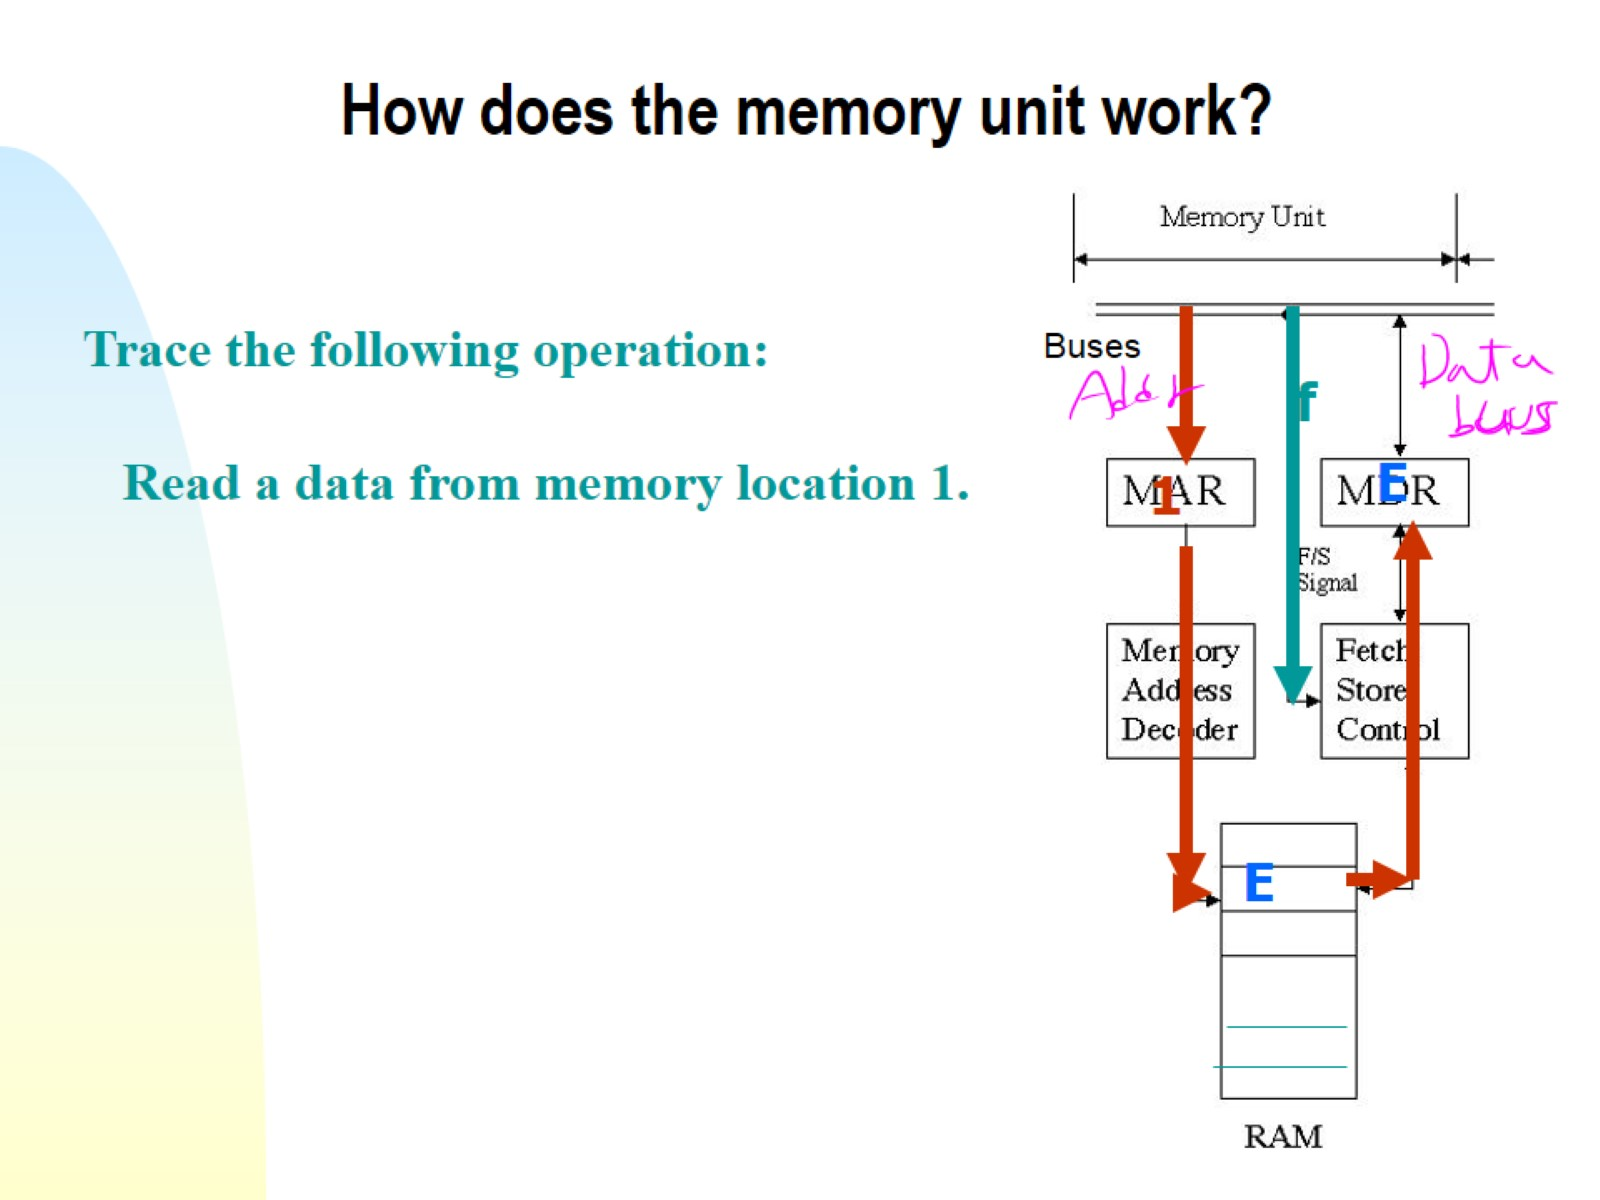 How does the memory unit work?
Memory Unit
Trace the following operation:
Buses
Addr
f
Data
bus
Read a data from memory location 1.
MAR
1
MDR
E
F/S
Signal
Memory
Address
Decoder
Fetch
Store
Control
E
RAM